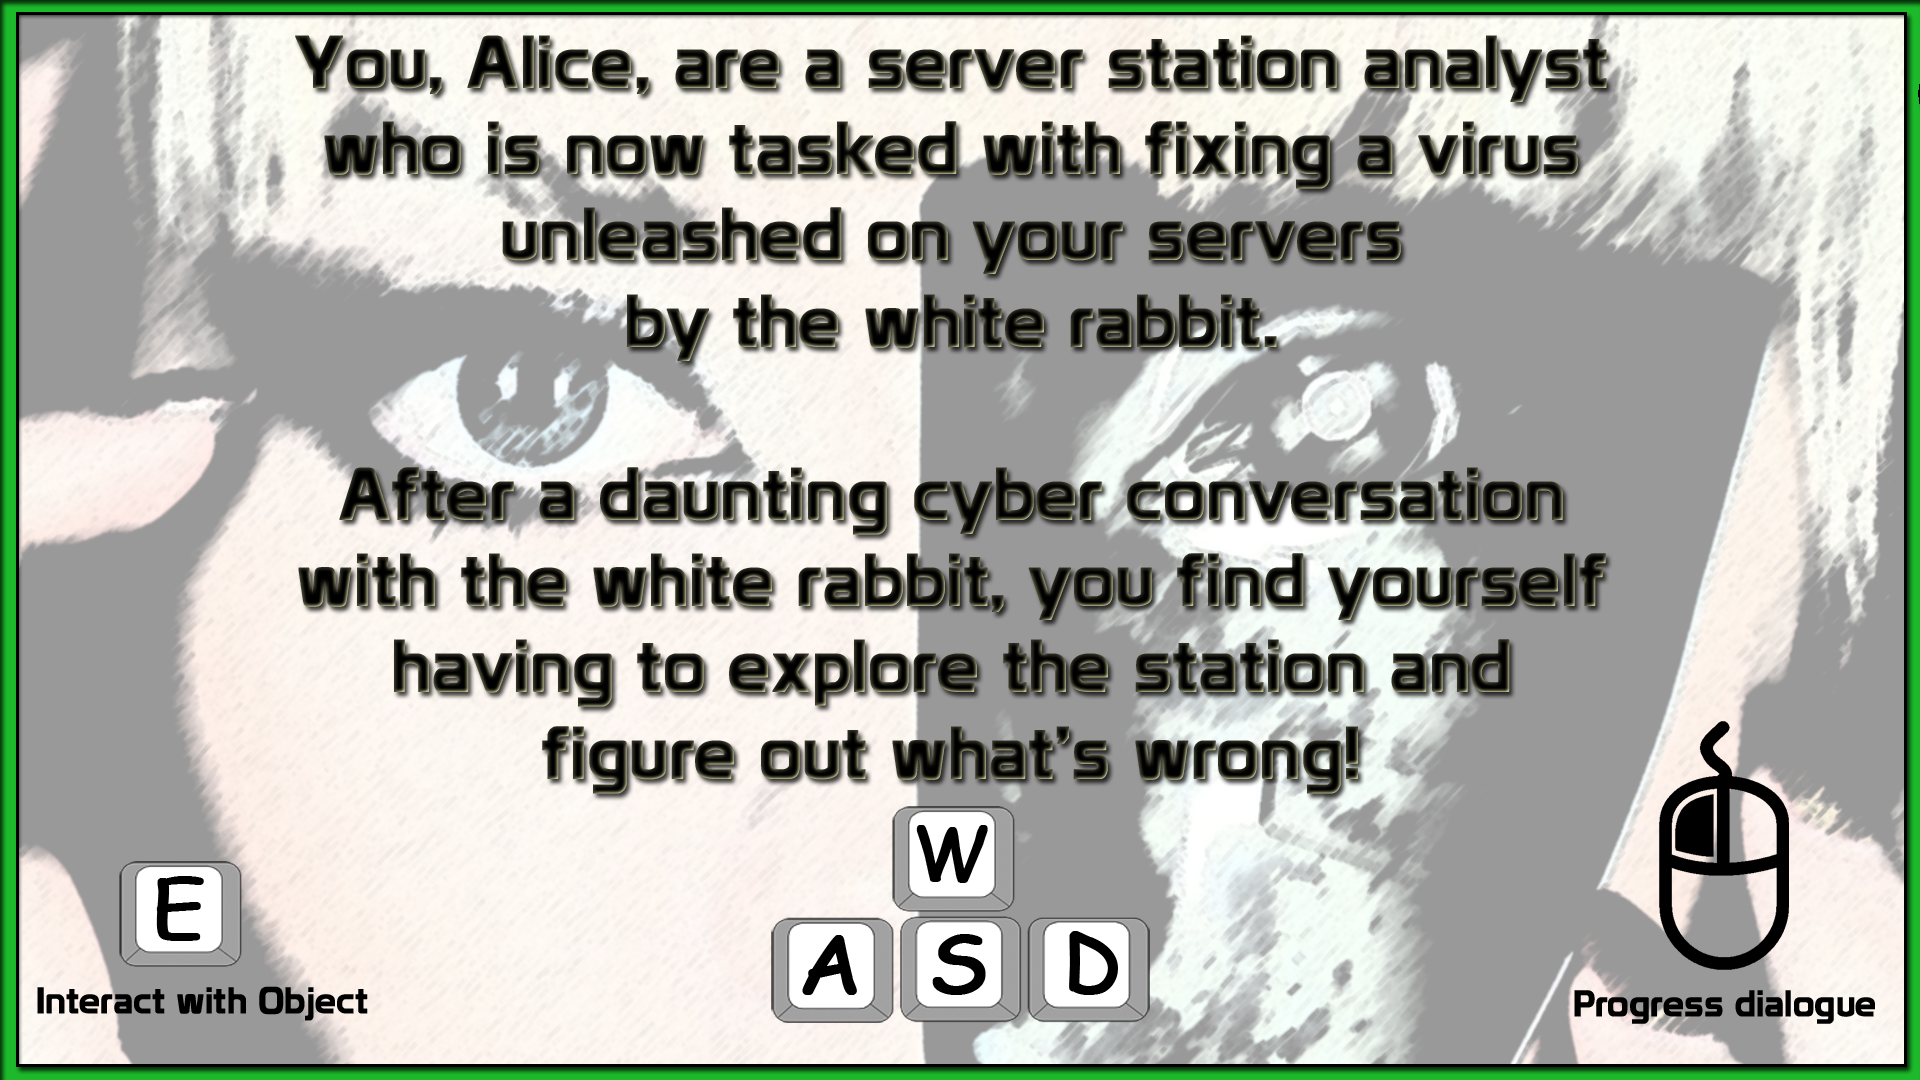 You, Alice, are a server station analyst
who is now tasked with fixing a virus
unleashed on your servers
by the white rabbit.
After a daunting cyber conversation
with the white rabbit, you find yourself
having to explore the station and
figure out what's wrong!
W
E
A S D
Interact with Object
Progress dialogue